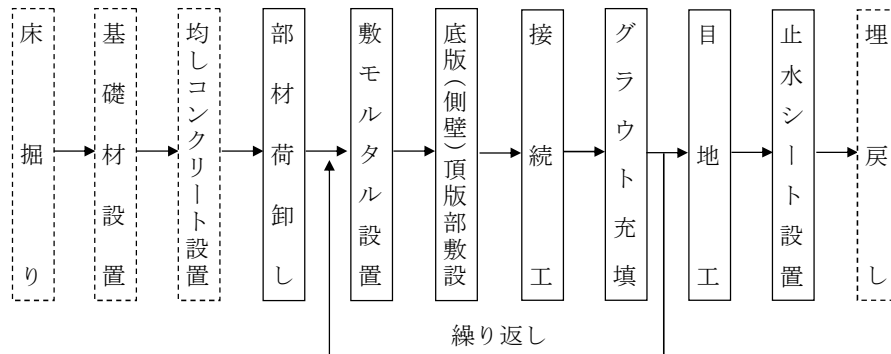 床掘り
基礎材設置
均しコンクリート設置
部材荷卸し
敷モルタル設置
底版(側壁)頂版部敷設
接続工
グラウト充填
目地工
止水シート設置
埋戻し
繰り返し